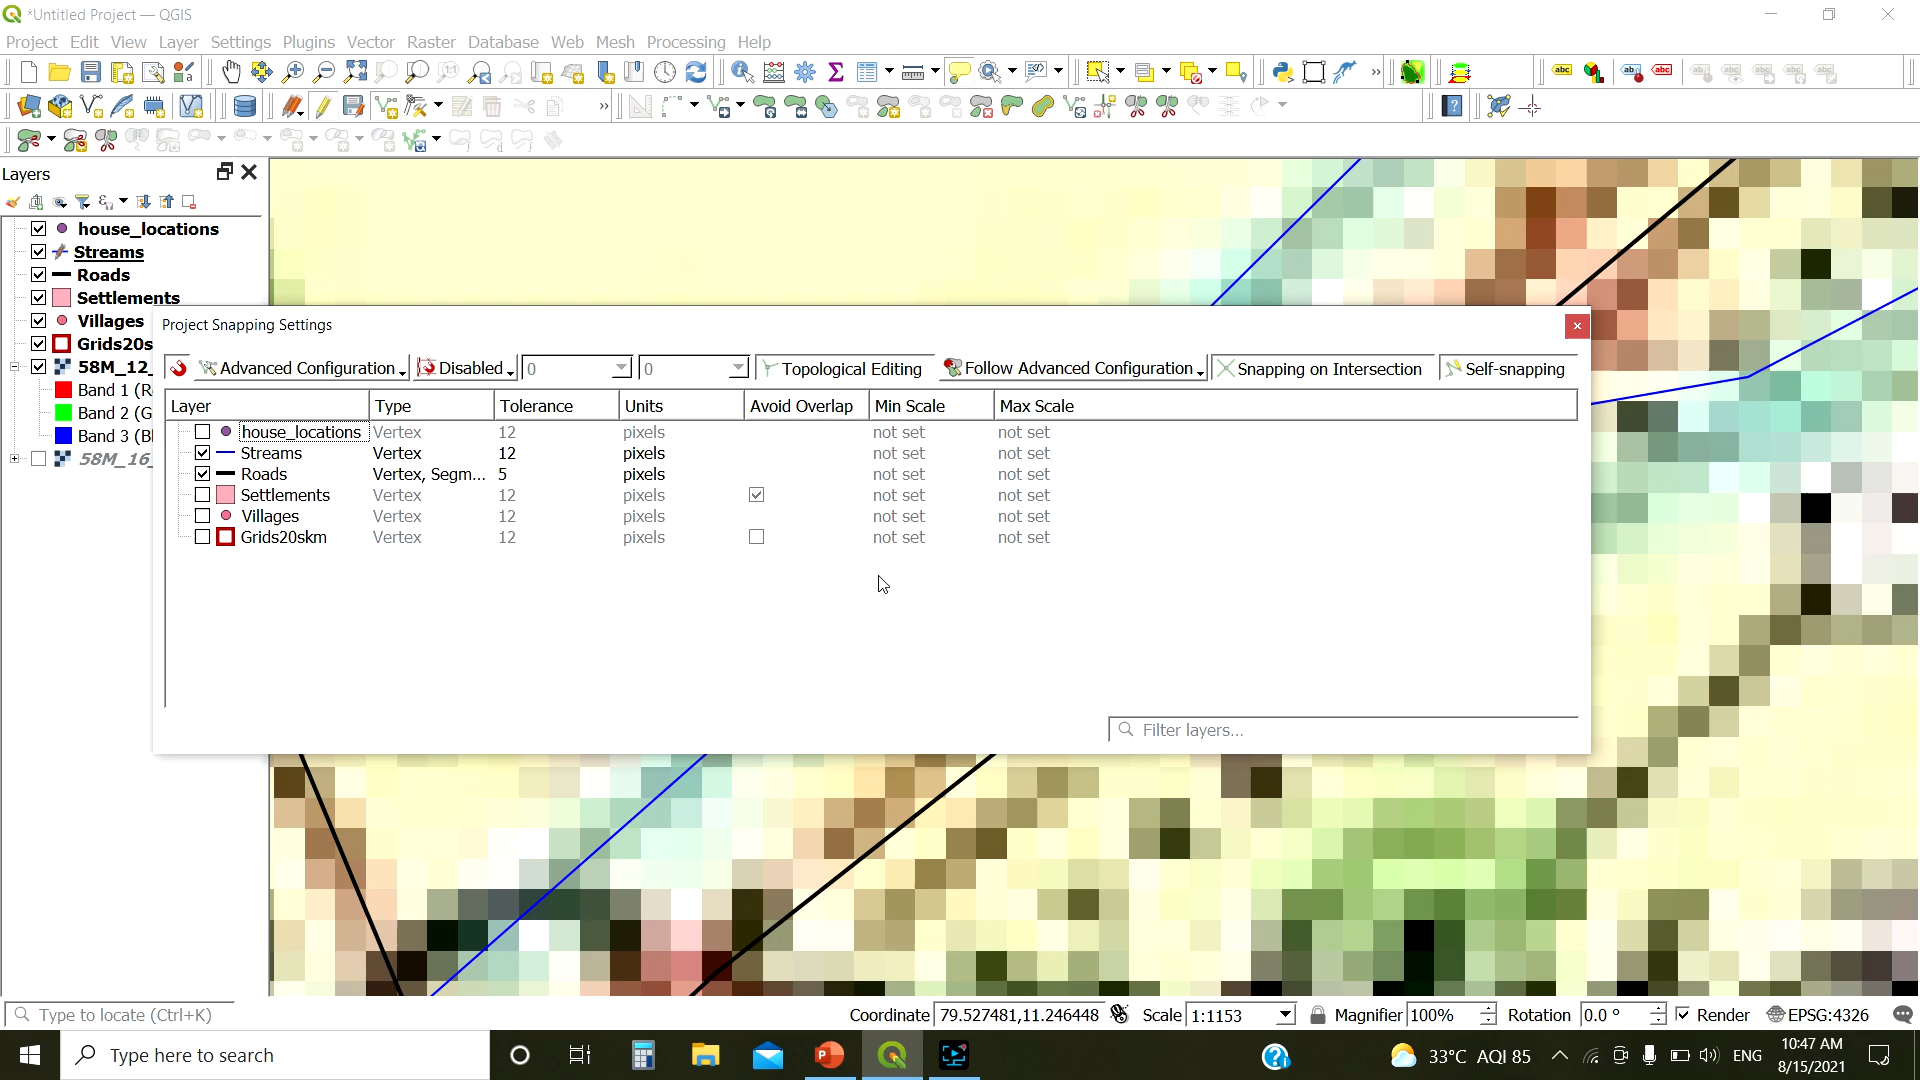 *Untitled Project — QGIS
Project Edit View Layer Settings Plugins Vector Raster Database Web Mesh Processing Help
Layers
house_locations
Streams
Roads
Settlements
Villages
Grids20s
58M_12_
Band 1 (R
Band 2 (G
Band 3 (Bl
58M_16_
Project Snapping Settings
Advanced Configuration Disabled 0 0 Topological Editing Follow Advanced Configuration Snapping on Intersection Self-snapping
Layer Type Tolerance Units Avoid Overlap Min Scale Max Scale
house_locations Vertex 12 pixels not set not set
Streams Vertex 12 pixels not set not set
Roads Vertex, Segm... 5 pixels not set not set
Settlements Vertex 12 pixels not set not set
Villages Vertex 12 pixels not set not set
Grids20skm Vertex 12 pixels not set not set
Filter layers...
Type to locate (Ctrl+K) Coordinate 79.527481,11.246448 Scale 1:1153 Magnifier 100% Rotation 0.0 ° Render EPSG:4326
Type here to search 33°C AQI 85 ENG 10:47 AM
8/15/2021